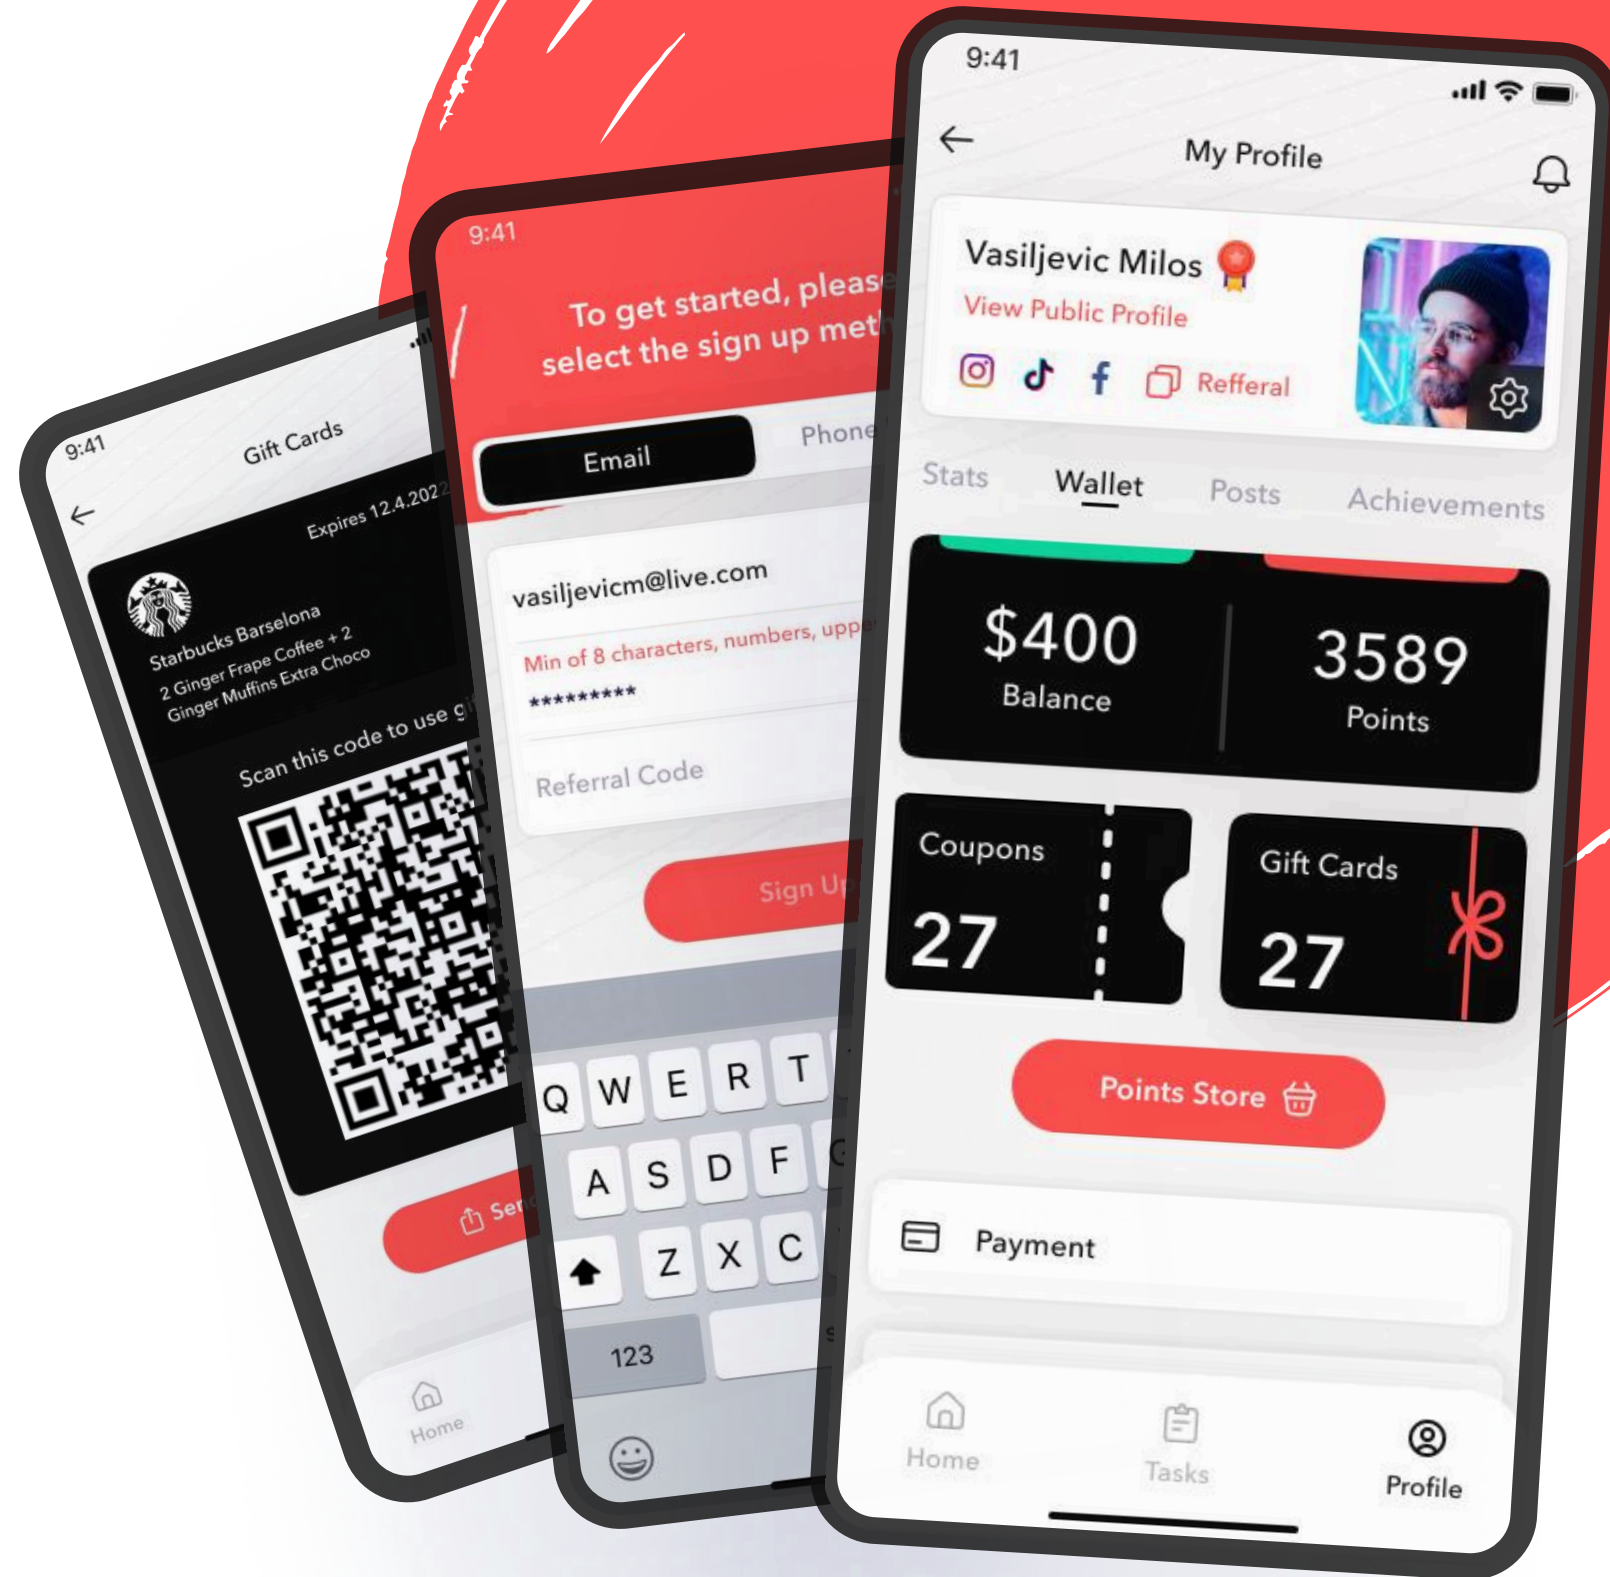 9:41
Gift Cards
Expires 12.4.2022
Starbucks Barselona
2 Ginger Frape Coffee + 2
Ginger Muffins Extra Choco
Scan this code to use
Home
9:41
To get started, please
select the sign up
Email
Phone
vasiljevicm@live.com
Min of 8 characters, numbers,
*********
Referral Code
Sign Up
Q W E R T
A S D F G
Z X C
123
9:41
My Profile
Vasiljevic Milos
View Public Profile
Refferal
Stats
Wallet
Posts
Achievements
$400
Balance
3589
Points
Coupons
27
Gift Cards
27
Points Store
Payment
Home
Tasks
Profile